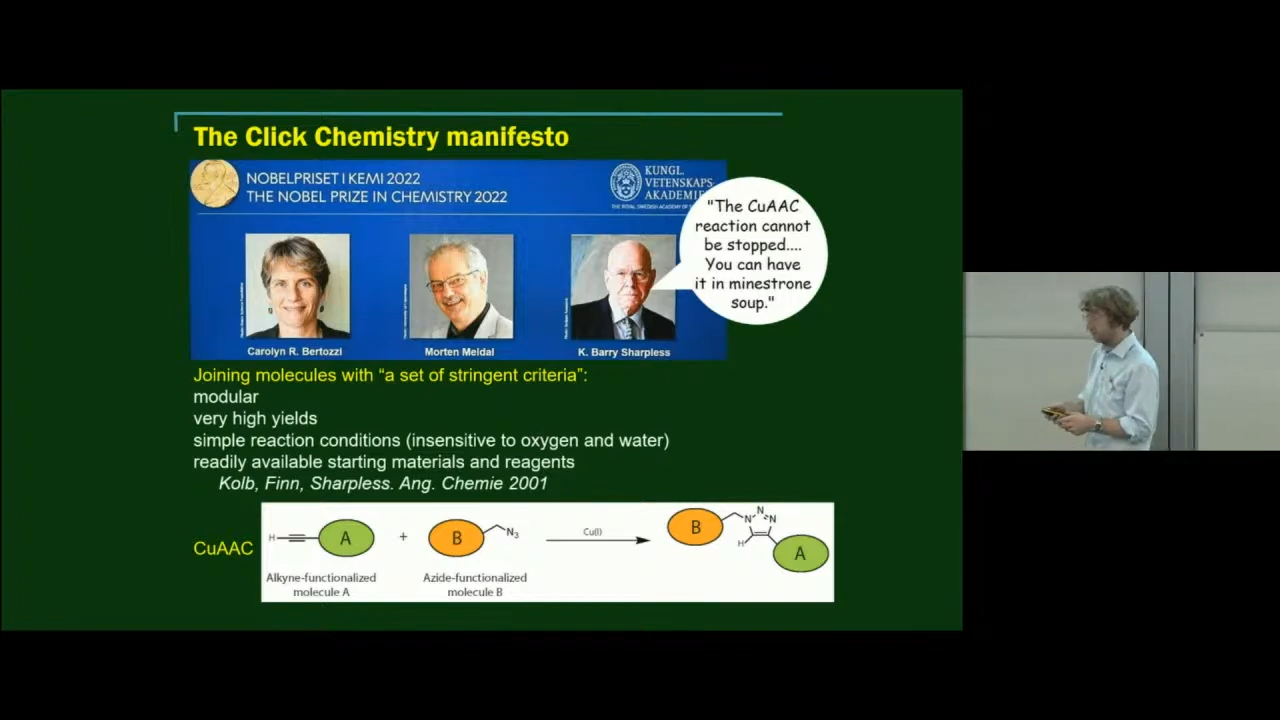 The Click Chemistry manifesto
NOBELPRISET I KEMI 2022
THE NOBEL PRIZE IN CHEMISTRY 2022
KUNGL.
VETENSKAPS
AKADEMIE
"The CuAAC
reaction cannot
be stopped....
You can have
it in minestrone
soup."
Carolyn R. Bertozzi
Morten Meldal
K. Barry Sharpless
Joining molecules with “a set of stringent criteria”:
modular
very high yields
simple reaction conditions (insensitive to oxygen and water)
readily available starting materials and reagents
Kolb, Finn, Sharpless. Ang. Chemie 2001
CuAAC
H
A
+
B
N3
Cu(I)
B
N
N
N
H
A
Alkyne-functionalized
molecule A
Azide-functionalized
molecule B